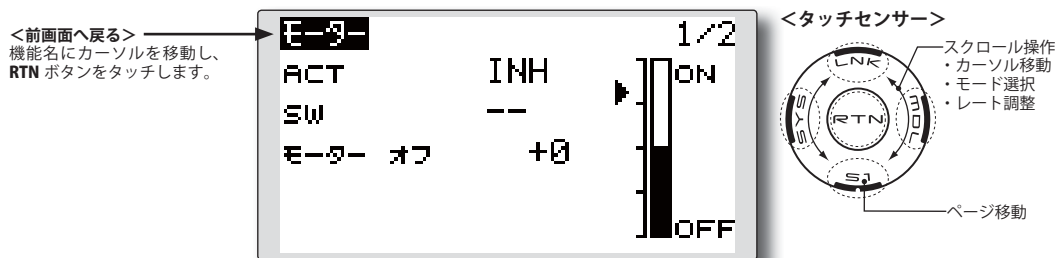 <前画面へ戻る>
機能名にカーソルを移動し、
RTN ボタンをタッチします。
モーター
1/2
ACT INH
SW --
モーター オフ +0
ON
OFF
<タッチセンサー>
LNK
SYS
RTN
MDL
S1
スクロール操作
・カーソル移動
・モード選択
・レート調整
ページ移動